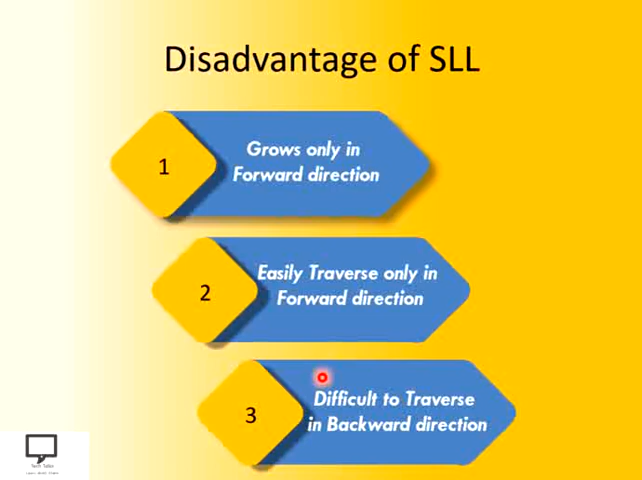 Disadvantage of SLL
1
Grows only in
Forward direction
2
Easily Traverse only in
Forward direction
3
Difficult to Traverse
in Backward direction
Tech Talks